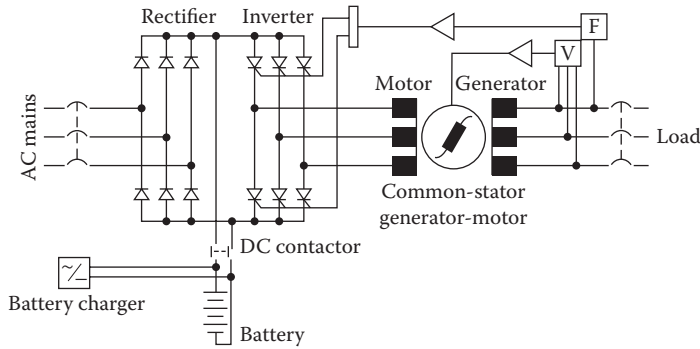 Rectifier
Inverter
F
V
Motor
Generator
AC mains
Load
Common-stator
generator-motor
DC contactor
~/–
Battery charger
Battery